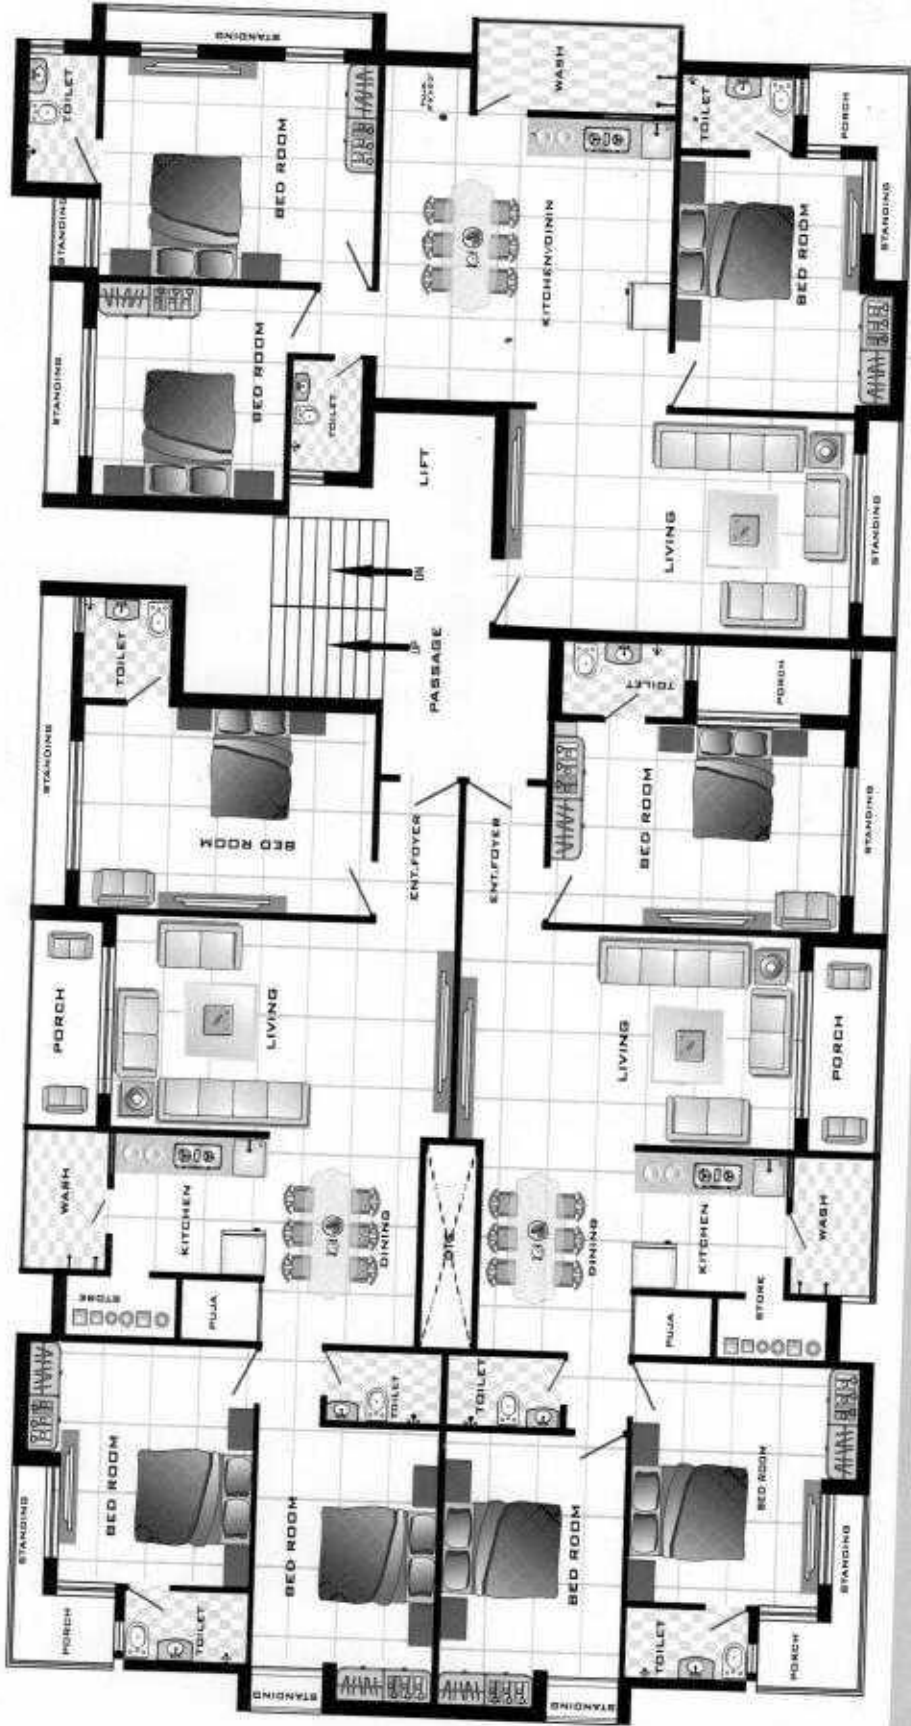 STANDING
TOILET
BED ROOM
STANDING
BED ROOM
STANDING
TOILET
WASH
KITCHEN/DININ
TOILET
PORCH
BED ROOM
STANDING
LIFT
LIVING
STANDING
DN
UP
PASSAGE
TOILET
STANDING
BED ROOM
ENT.FOYER
ENT.FOYER
TOILET
PORCH
BED ROOM
STANDING
PORCH
LIVING
LIVING
PORCH
WASH
KITCHEN
DINING
DINING
KITCHEN
WASH
STORE
PUJA
PUJA
STORE
TOILET
TOILET
BED ROOM
BED ROOM
BED ROOM
BED ROOM
STANDING
STANDING
PORCH
TOILET
TOILET
PORCH
STANDING
STANDING